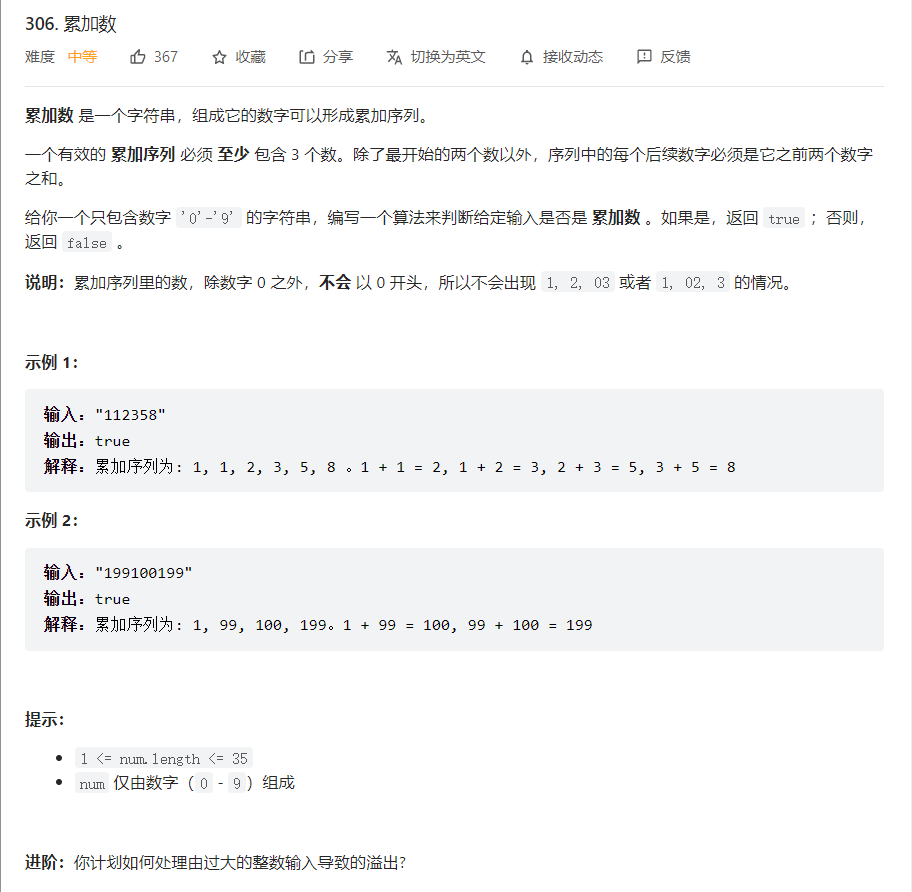 306. 累加数
难度 中等 367 收藏 分享 切换为英文 接收动态 反馈
累加数 是一个字符串，组成它的数字可以形成累加序列。
一个有效的 累加序列 必须 至少 包含 3 个数。除了最开始的两个数以外，序列中的每个后续数字必须是它之前两个数字
之和。
给你一个只包含数字 '0'-'9' 的字符串，编写一个算法来判断给定输入是否是 累加数 。如果是，返回 true ；否则，
返回 false 。
说明：累加序列里的数，除数字 0 之外，不会 以 0 开头，所以不会出现 1, 2, 03 或者 1, 02, 3 的情况。
示例 1：
输入："112358"
输出：true
解释：累加序列为: 1, 1, 2, 3, 5, 8 。1 + 1 = 2, 1 + 2 = 3, 2 + 3 = 5, 3 + 5 = 8
示例 2：
输入："199100199"
输出：true
解释：累加序列为: 1, 99, 100, 199。1 + 99 = 100, 99 + 100 = 199
提示：
• 1 <= num.length <= 35
• num 仅由数字（0 - 9）组成
进阶：你计划如何处理由过大的整数输入导致的溢出?